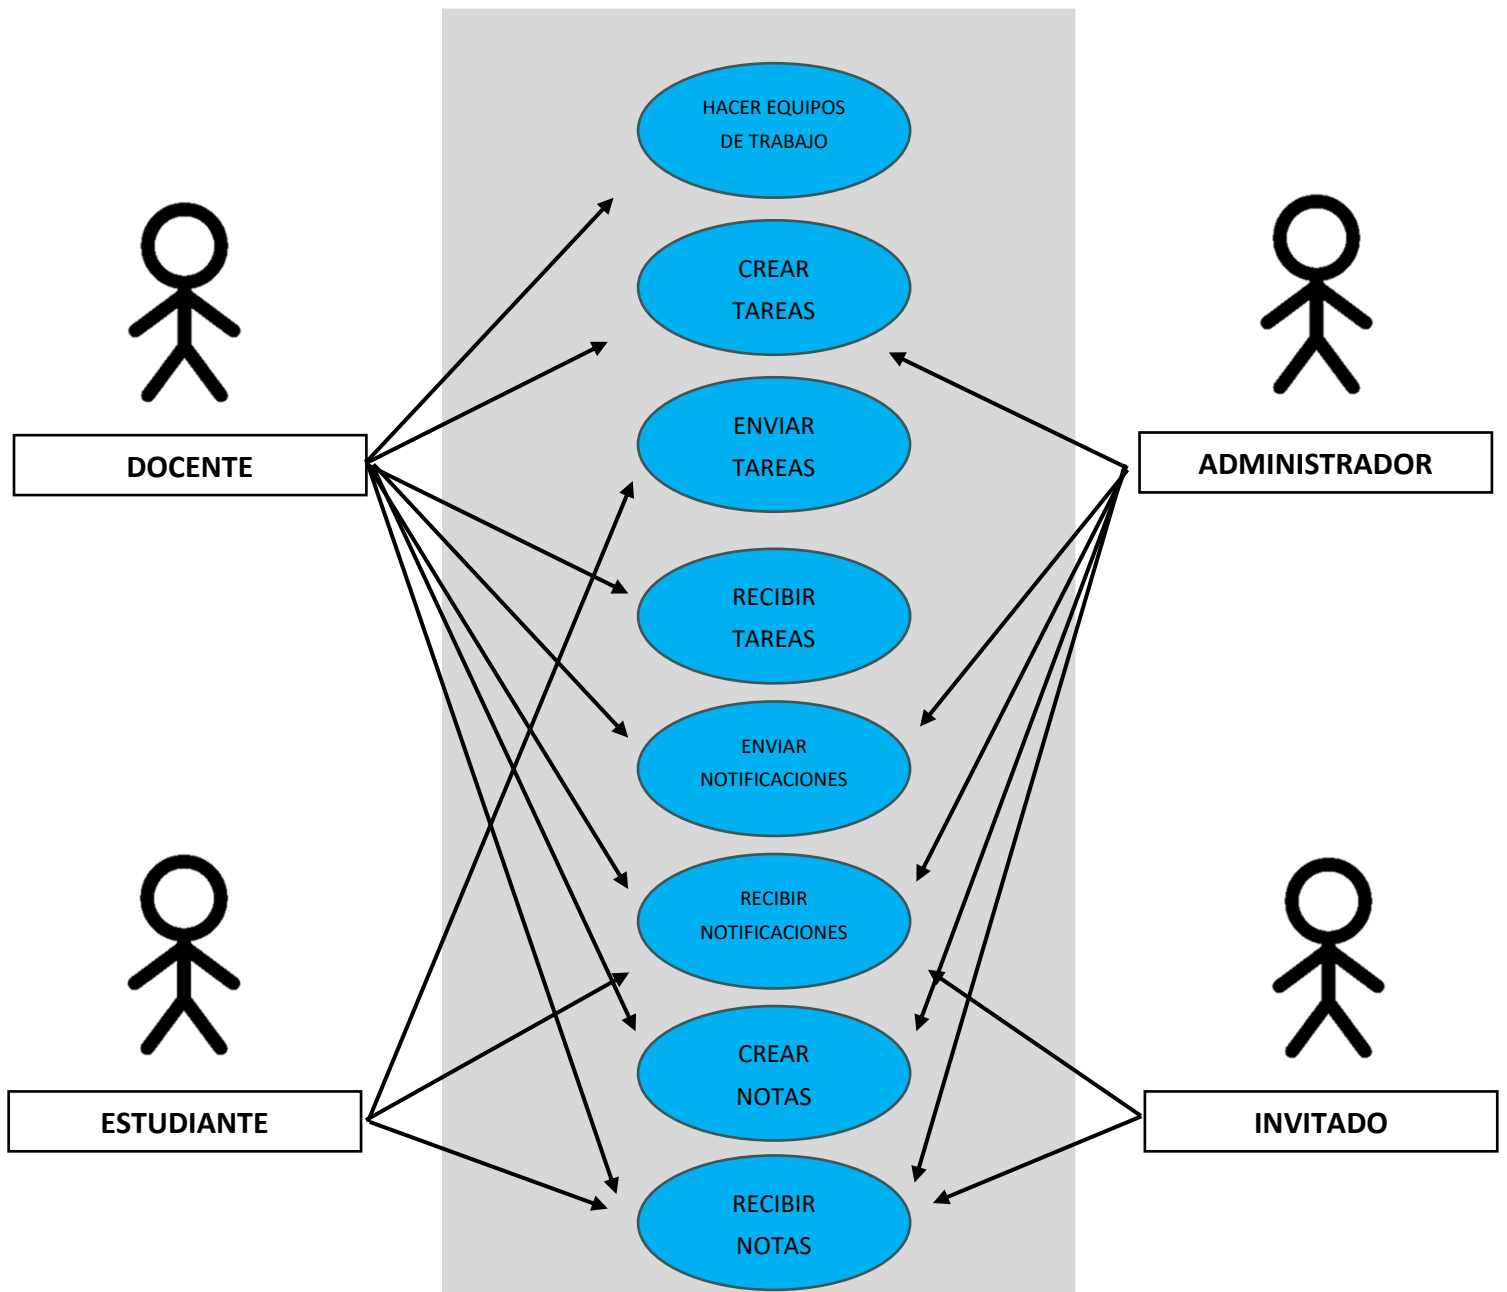 HACER EQUIPOS
DE TRABAJO
CREAR
TAREAS
ENVIAR
TAREAS
DOCENTE
ADMINISTRADOR
RECIBIR
TAREAS
ENVIAR
NOTIFICACIONES
RECIBIR
NOTIFICACIONES
CREAR
NOTAS
ESTUDIANTE
INVITADO
RECIBIR
NOTAS